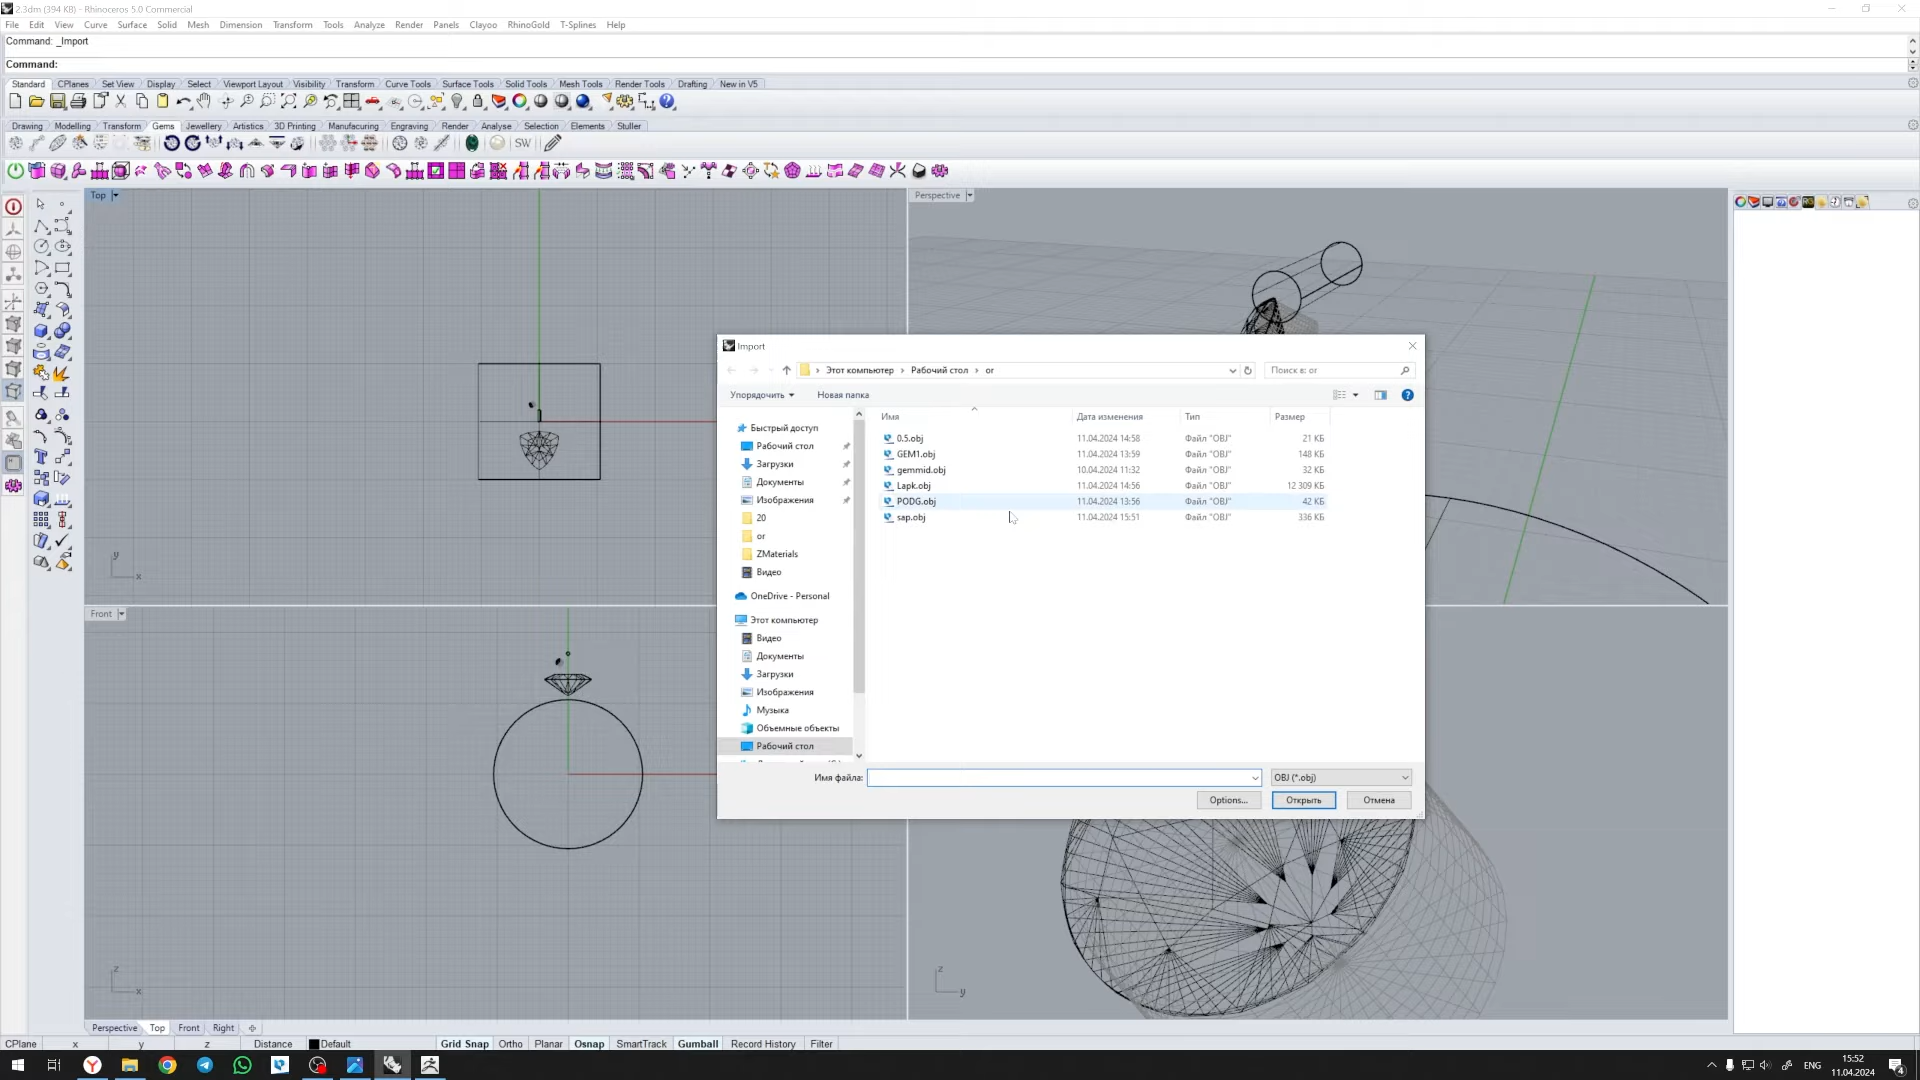 2.3dm (394 KB) - Rhinoceros 5.0 Commercial
File Edit View Curve Surface Solid Mesh Dimension Transform Tools Analyze Render Panels Clayoo RhinoGold T-Splines Help
Command: _Import
Command:
Standard CPlanes Set View Display Select Viewport Layout Visibility Transform Curve Tools Surface Tools Solid Tools Mesh Tools Render Tools Drafting New in V5
Drawing Modelling Transform Gems Jewellery Artistics 3D Printing Manufacuring Engraving Render Analyse Selection Elements Stuller
SW
Top
Perspective
y
x
Front
z
x
z
y
Import
Этот компьютер › Рабочий стол › or
Поиск в: or
Упорядочить
Новая папка
Быстрый доступ
Рабочий стол
Загрузки
Документы
Изображения
20
or
ZMaterials
Видео
OneDrive - Personal
Этот компьютер
Видео
Документы
Загрузки
Изображения
Музыка
Объемные объекты
Рабочий стол
Имя Дата изменения Тип Размер
0.5.obj 11.04.2024 14:58 Файл "OBJ" 21 КБ
GEM1.obj 11.04.2024 13:59 Файл "OBJ" 148 КБ
gemmid.obj 10.04.2024 11:32 Файл "OBJ" 32 КБ
Lapk.obj 11.04.2024 14:56 Файл "OBJ" 12 309 КБ
PODG.obj 11.04.2024 13:56 Файл "OBJ" 42 КБ
sap.obj 11.04.2024 15:51 Файл "OBJ" 336 КБ
Имя файла:
OBJ (*.obj)
Options...
Открыть
Отмена
Perspective Top Front Right
CPlane x y z Distance Default Grid Snap Ortho Planar Osnap SmartTrack Gumball Record History Filter
ENG
15:52
11.04.2024
4